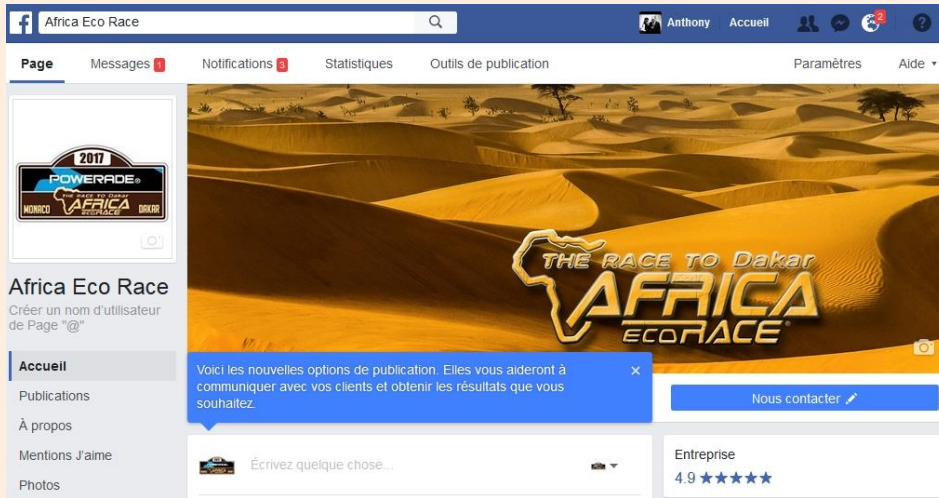 Africa Eco Race
Anthony Accueil 2
Page Messages 1 Notifications 3 Statistiques Outils de publication Paramètres Aide
2017
POWERADE®
THE RACE TO Dakar
MONACO AFRICA DAKAR
ECORACE
THE RACE TO Dakar
AFRICA
ECORACE®
Africa Eco Race
Créer un nom d'utilisateur
de Page "@"
Accueil
Publications
À propos
Mentions J'aime
Photos
Voici les nouvelles options de publication. Elles vous aideront à
communiquer avec vos clients et obtenir les résultats que vous
souhaitez.
Nous contacter
Écrivez quelque chose...
Entreprise
4.9 ★★★★★